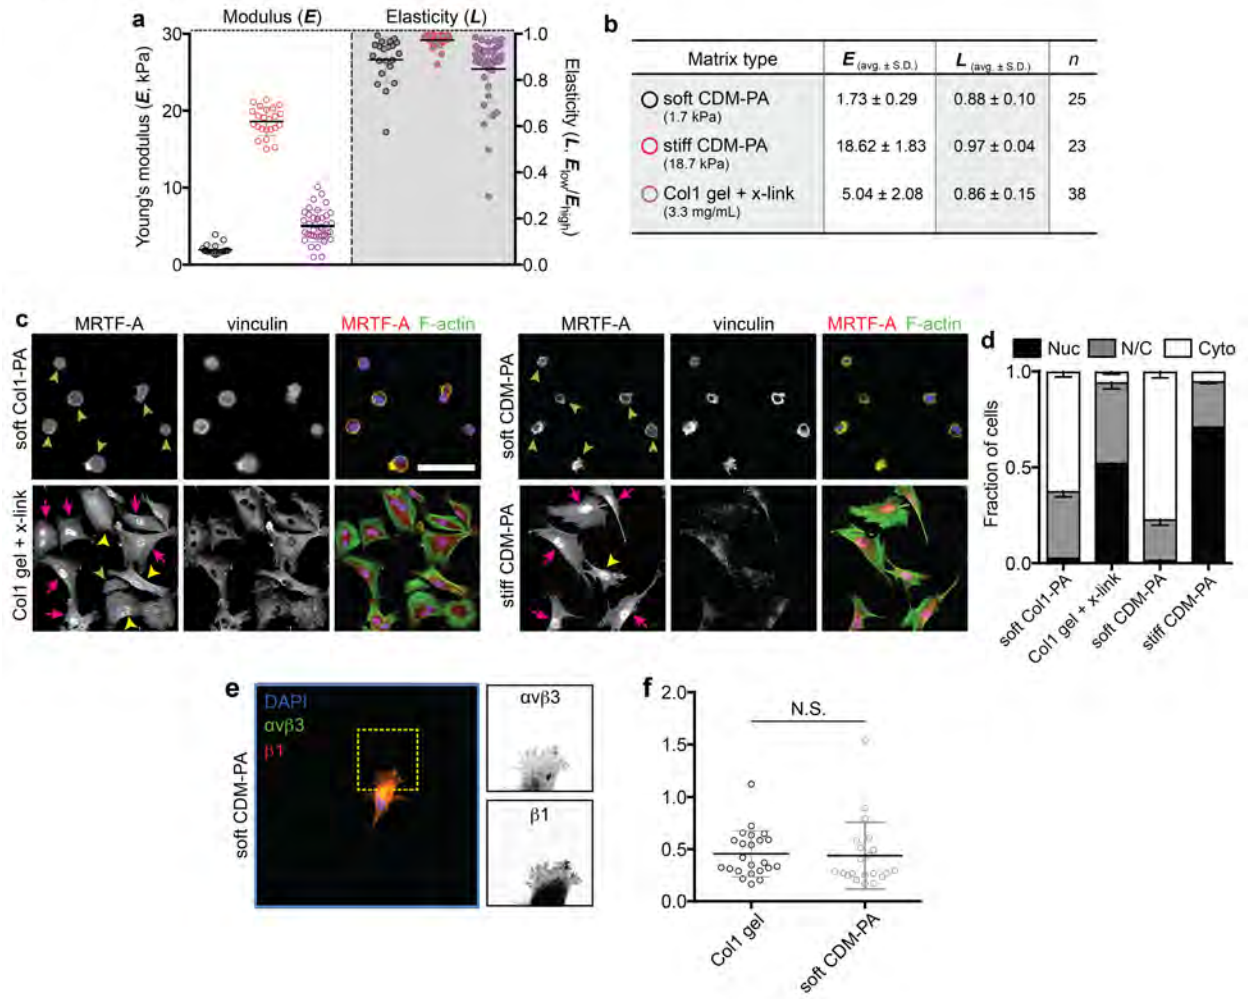 a
Modulus (E)
Elasticity (L)
Young's modulus (E, kPa)
30
20
10
0
1.0
0.8
0.6
0.4
0.2
0.0
Elasticity (L, E low/E high)
b
Matrix type
E (avg. ± S.D.)
L (avg. ± S.D.)
n
soft CDM-PA
(1.7 kPa)
1.73 ± 0.29
0.88 ± 0.10
25
stiff CDM-PA
(18.7 kPa)
18.62 ± 1.83
0.97 ± 0.04
23
Col1 gel + x-link
(3.3 mg/mL)
5.04 ± 2.08
0.86 ± 0.15
38
c
MRTF-A
vinculin
MRTF-A F-actin
MRTF-A
vinculin
MRTF-A F-actin
soft Col1-PA
soft CDM-PA
Col1 gel + x-link
stiff CDM-PA
d
Nuc
N/C
Cyto
Fraction of cells
1.0
0.5
0.0
soft Col1-PA
Col1 gel + x-link
soft CDM-PA
stiff CDM-PA
e
soft CDM-PA
DAPI
αvβ3
β1
αvβ3
β1
f
2.0
1.5
1.0
0.5
0.0
N.S.
Col1 gel
soft CDM-PA